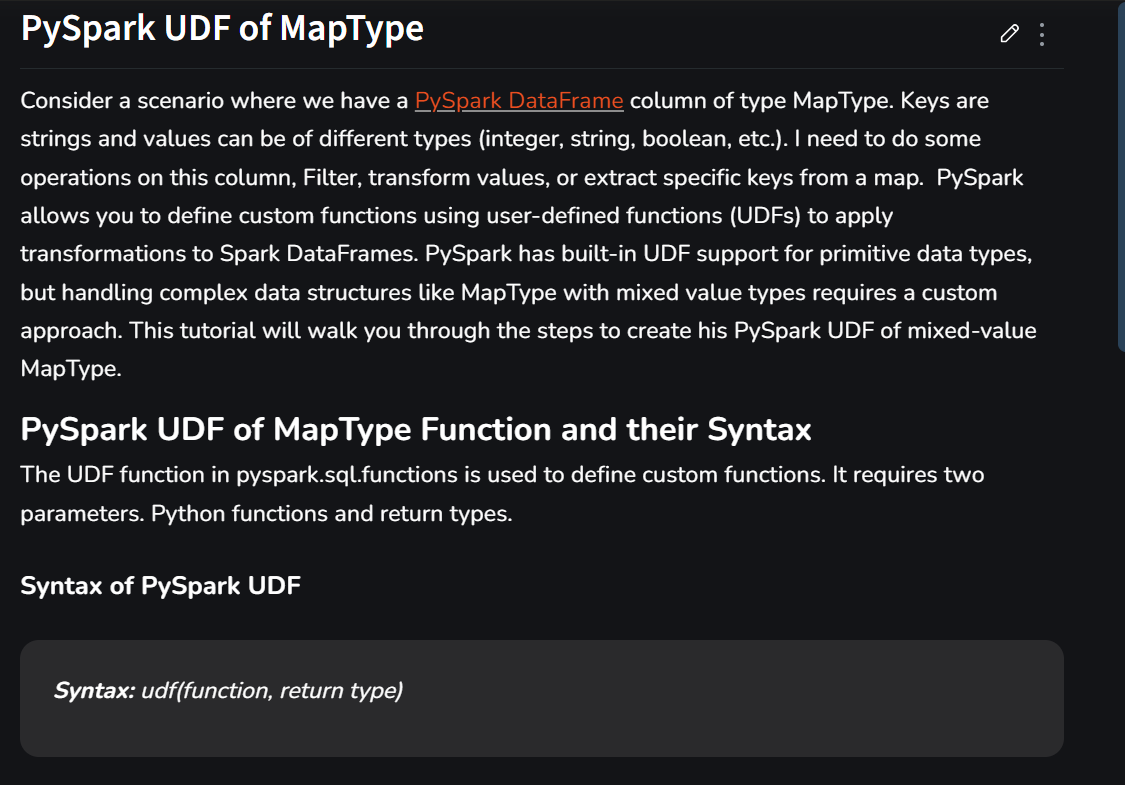 PySpark UDF of MapType
Consider a scenario where we have a PySpark DataFrame column of type MapType. Keys are
strings and values can be of different types (integer, string, boolean, etc.). I need to do some
operations on this column, Filter, transform values, or extract specific keys from a map.  PySpark
allows you to define custom functions using user-defined functions (UDFs) to apply
transformations to Spark DataFrames. PySpark has built-in UDF support for primitive data types,
but handling complex data structures like MapType with mixed value types requires a custom
approach. This tutorial will walk you through the steps to create his PySpark UDF of mixed-value
MapType.
PySpark UDF of MapType Function and their Syntax
The UDF function in pyspark.sql.functions is used to define custom functions. It requires two
parameters. Python functions and return types.
Syntax of PySpark UDF
Syntax: udf(function, return type)